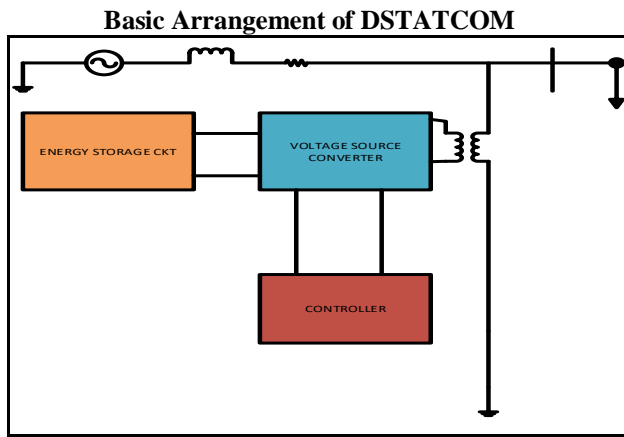 Basic Arrangement of DSTATCOM
ENERGY STORAGE CKT
VOLTAGE SOURCE
CONVERTER
CONTROLLER